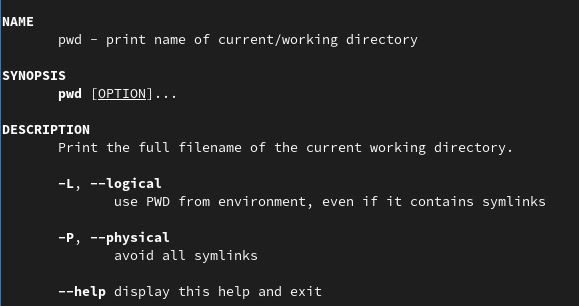 NAME
pwd - print name of current/working directory
SYNOPSIS
pwd [OPTION]...
DESCRIPTION
Print the full filename of the current working directory.
-L, --logical
use PWD from environment, even if it contains symlinks
-P, --physical
avoid all symlinks
--help display this help and exit